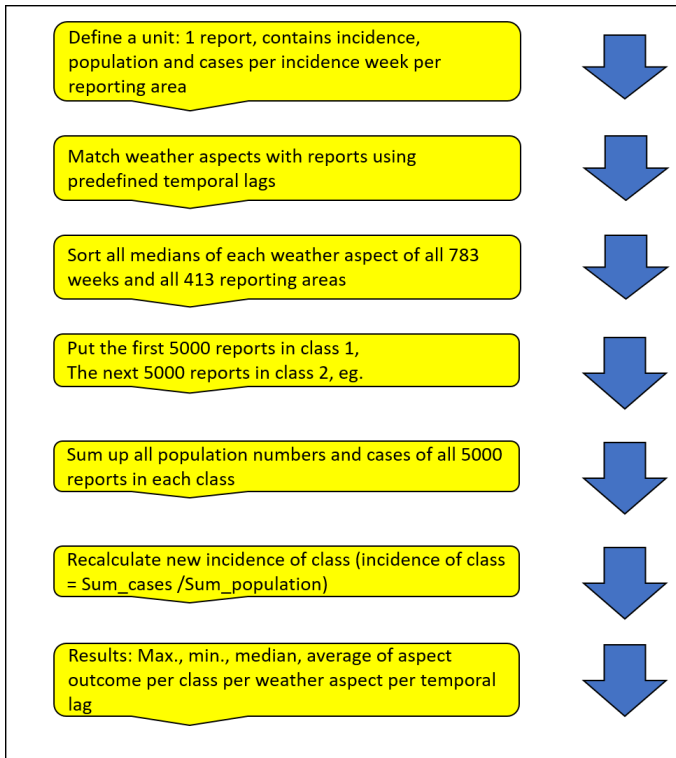 Define a unit: 1 report, contains incidence,
population and cases per incidence week per
reporting area
Match weather aspects with reports using
predefined temporal lags
Sort all medians of each weather aspect of all 783
weeks and all 413 reporting areas
Put the first 5000 reports in class 1,
The next 5000 reports in class 2, eg.
Sum up all population numbers and cases of all 5000
reports in each class
Recalculate new incidence of class (incidence of class
= Sum_cases /Sum_population)
Results: Max., min., median, average of aspect
outcome per class per weather aspect per temporal
lag